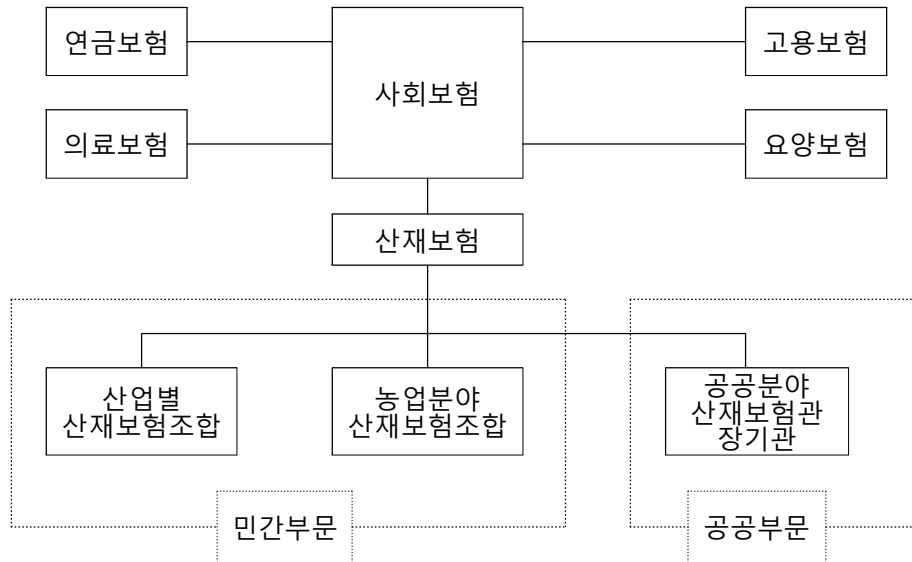 연금보험
고용보험
사회보험
의료보험
요양보험
산재보험
산업별
산재보험조합
농업분야
산재보험조합
공공분야
산재보험관
장기관
민간부문
공공부문